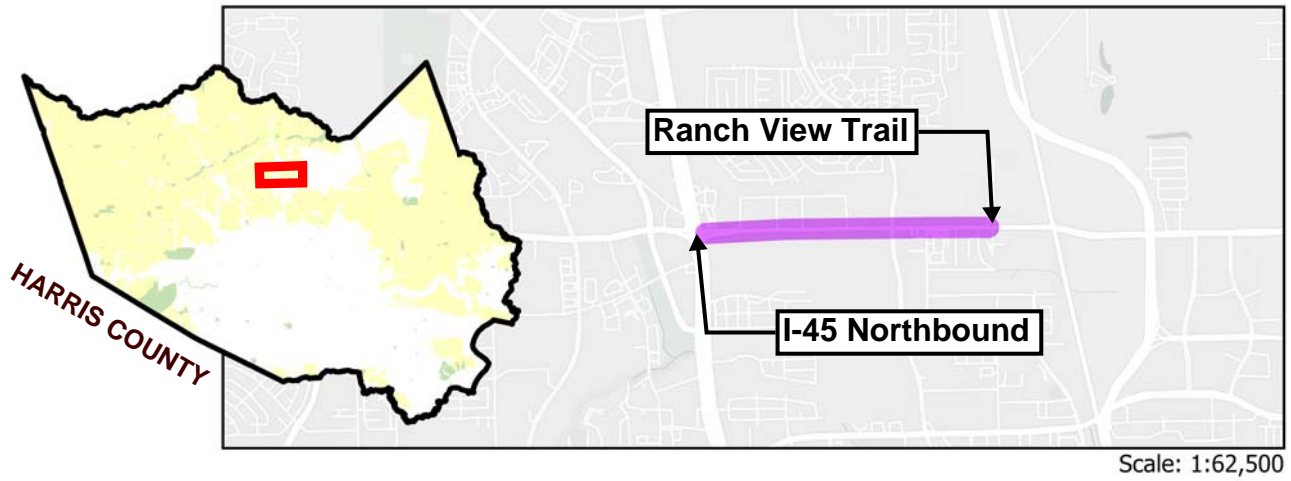 Ranch View Trail
HARRIS COUNTY
I-45 Northbound
Scale: 1:62,500